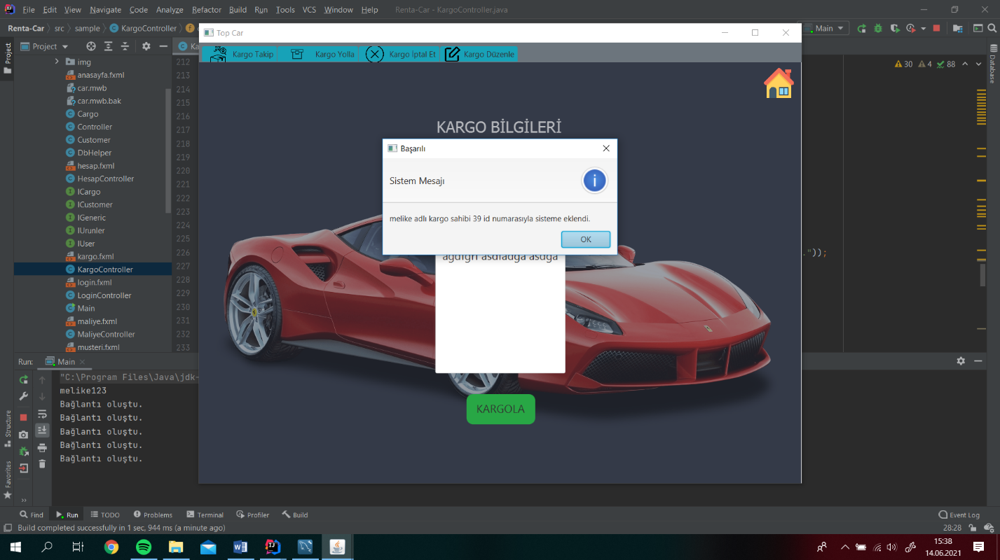 File Edit View Navigate Code Analyze Refactor Build Run Tools VCS Window Help Renta-Car - KargoController.java
Renta-Car src sample KargoController
Main
Project
Project
Structure
Favorites
Database
img
anasayfa.fxml
car.mwb
car.mwb.bak
Cargo
Controller
Customer
DbHelper
hesap.fxml
HesapController
ICargo
ICustomer
IGeneric
IUrunler
IUser
kargo.fxml
KargoController
login.fxml
LoginController
Main
maliye.fxml
MaliyeController
musteri.fxml
Ka
212
213
214
215
216
217
218
219
220
221
222
223
224
225
226
227
228
229
230
231
232
233
30 4 88
."));
Top Car
Kargo Takip Kargo Yolla Kargo İptal Et Kargo Düzenle
KARGO BİLGİLERİ
Başarılı
Sistem Mesajı
melike adlı kargo sahibi 39 id numarasıyla sisteme eklendi.
OK
KARGOLA
Run: Main
"C:\Program Files\Java\jdk-
melike123
Bağlantı oluştu.
Bağlantı oluştu.
Bağlantı oluştu.
Bağlantı oluştu.
Bağlantı oluştu.
Find Run TODO Problems Terminal Profiler Build Event Log
Build completed successfully in 1 sec, 944 ms (a minute ago) 28:28
15:38
14.06.2021